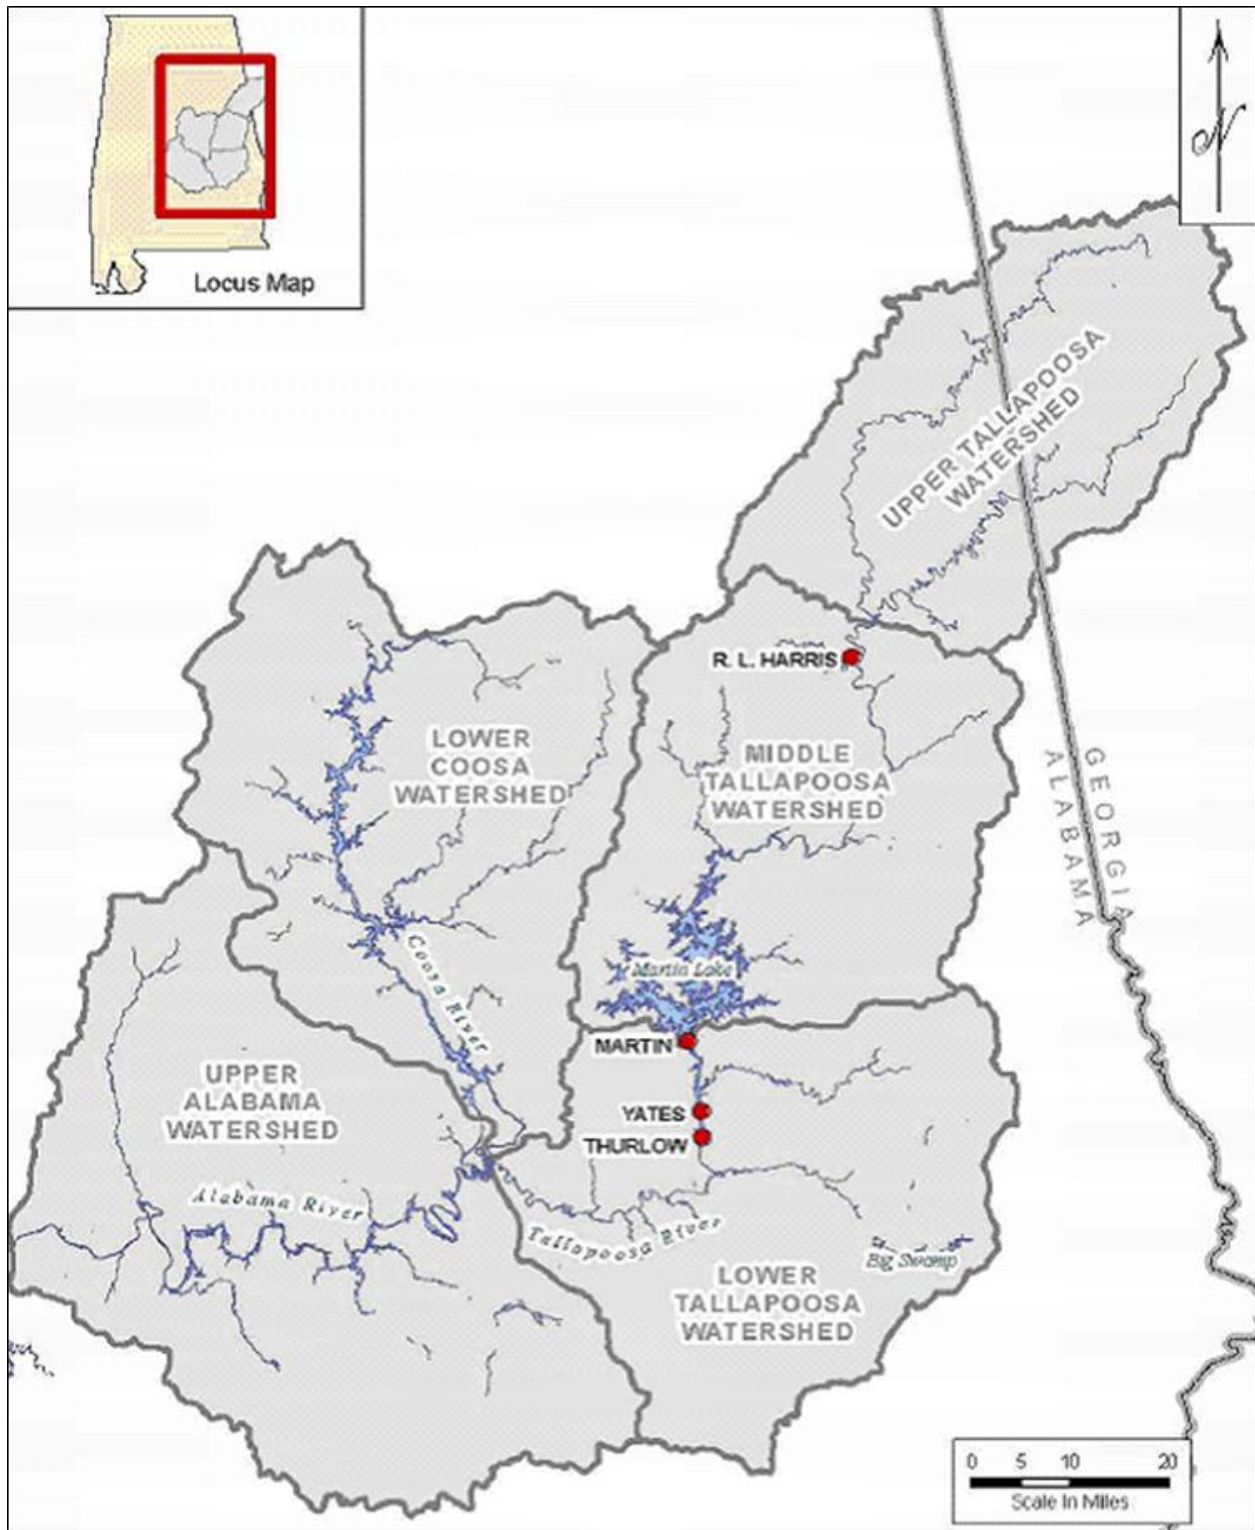 Locus Map
N
UPPER TALLAPOOSA
WATERSHED
R. L. HARRIS
LOWER
COOSA
WATERSHED
MIDDLE
TALLAPOOSA
WATERSHED
GEORGIA
ALABAMA
Coosa River
Martin Lake
MARTIN
UPPER
ALABAMA
WATERSHED
YATES
THURLOW
Alabama River
Tallapoosa River
Big Swamp
LOWER
TALLAPOOSA
WATERSHED
0 5 10 20
Scale In Miles